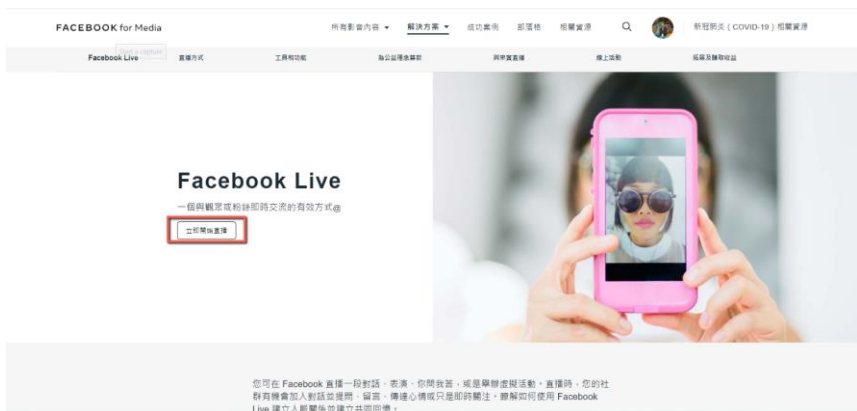 FACEBOOK for Media
所有影音內容
解決方案
成功案例
部落格
相關資源
新冠肺炎（COVID-19）相關資源
Start a capture
Facebook Live
直播方式
工具和功能
為公益理念募款
與來賓直播
線上活動
拓展及賺取收益
Facebook Live
一個與觀眾或粉絲即時交流的有效方式@
立即開始直播
您可在 Facebook 直播一段對話、表演、你問我答，或是舉辦虛擬活動。直播時，您的社
群有機會加入對話並提問、留言、傳達心情或只是即時關注。瞭解如何使用 Facebook
Live 建立人脈關係並建立共同回憶。